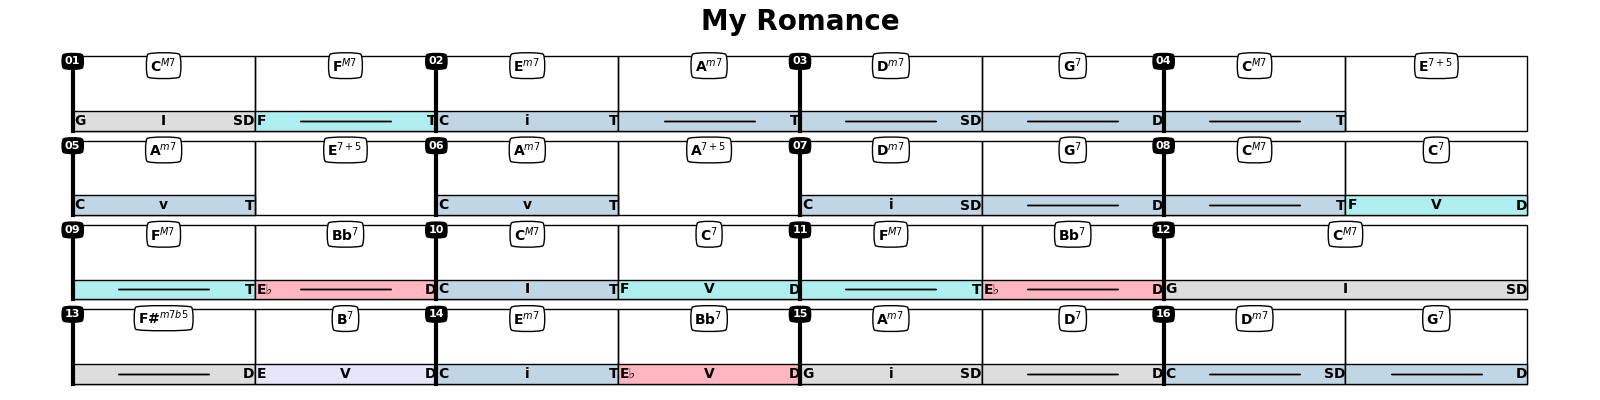 My Romance
01 C^M7 F^M7 02 E^m7 A^m7 03 D^m7 G^7 04 C^M7 E^7+5
G I SD F T C i T T SD D T
05 A^m7 E^7+5 06 A^m7 A^7+5 07 D^m7 G^7 08 C^M7 C^7
C v T C v T C i SD D T F V D
09 F^M7 Bb^7 10 C^M7 C^7 11 F^M7 Bb^7 12 C^M7
T E♭ D C I T F V D T E♭ D G I SD
13 F#^m7b5 B^7 14 E^m7 Bb^7 15 A^m7 D^7 16 D^m7 G^7
D E V D C i T E♭ V D G i SD D C SD D